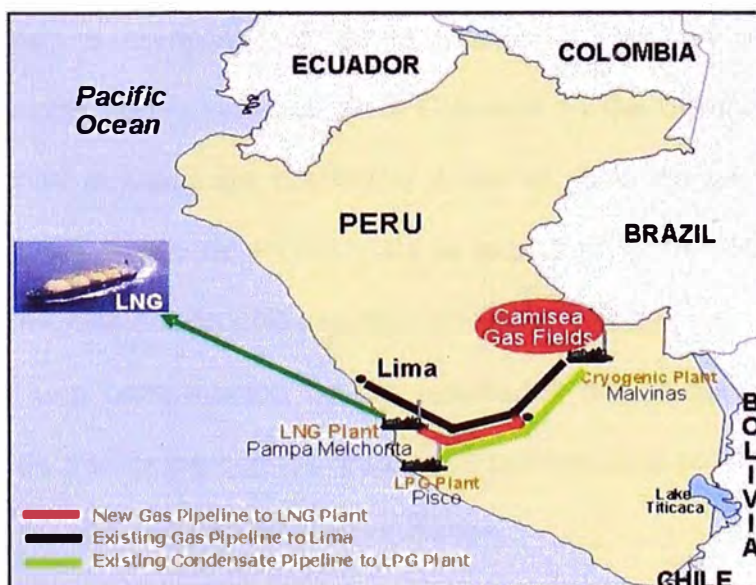 ECUADOR
COLOMBIA
Pacific
Ocean
PERU
BRAZIL
LNG
Camisea
Gas Fields
Lima
Cryogenic Plant
Malvinas
LNG Plant
Pampa Melchorita
LPG Plant
Pisco
BOLIVIA
Lake
Titicaca
New Gas Pipeline to LNG Plant
Existing Gas Pipeline to Lima
Existing Condensate Pipeline to LPG Plant
CHILE